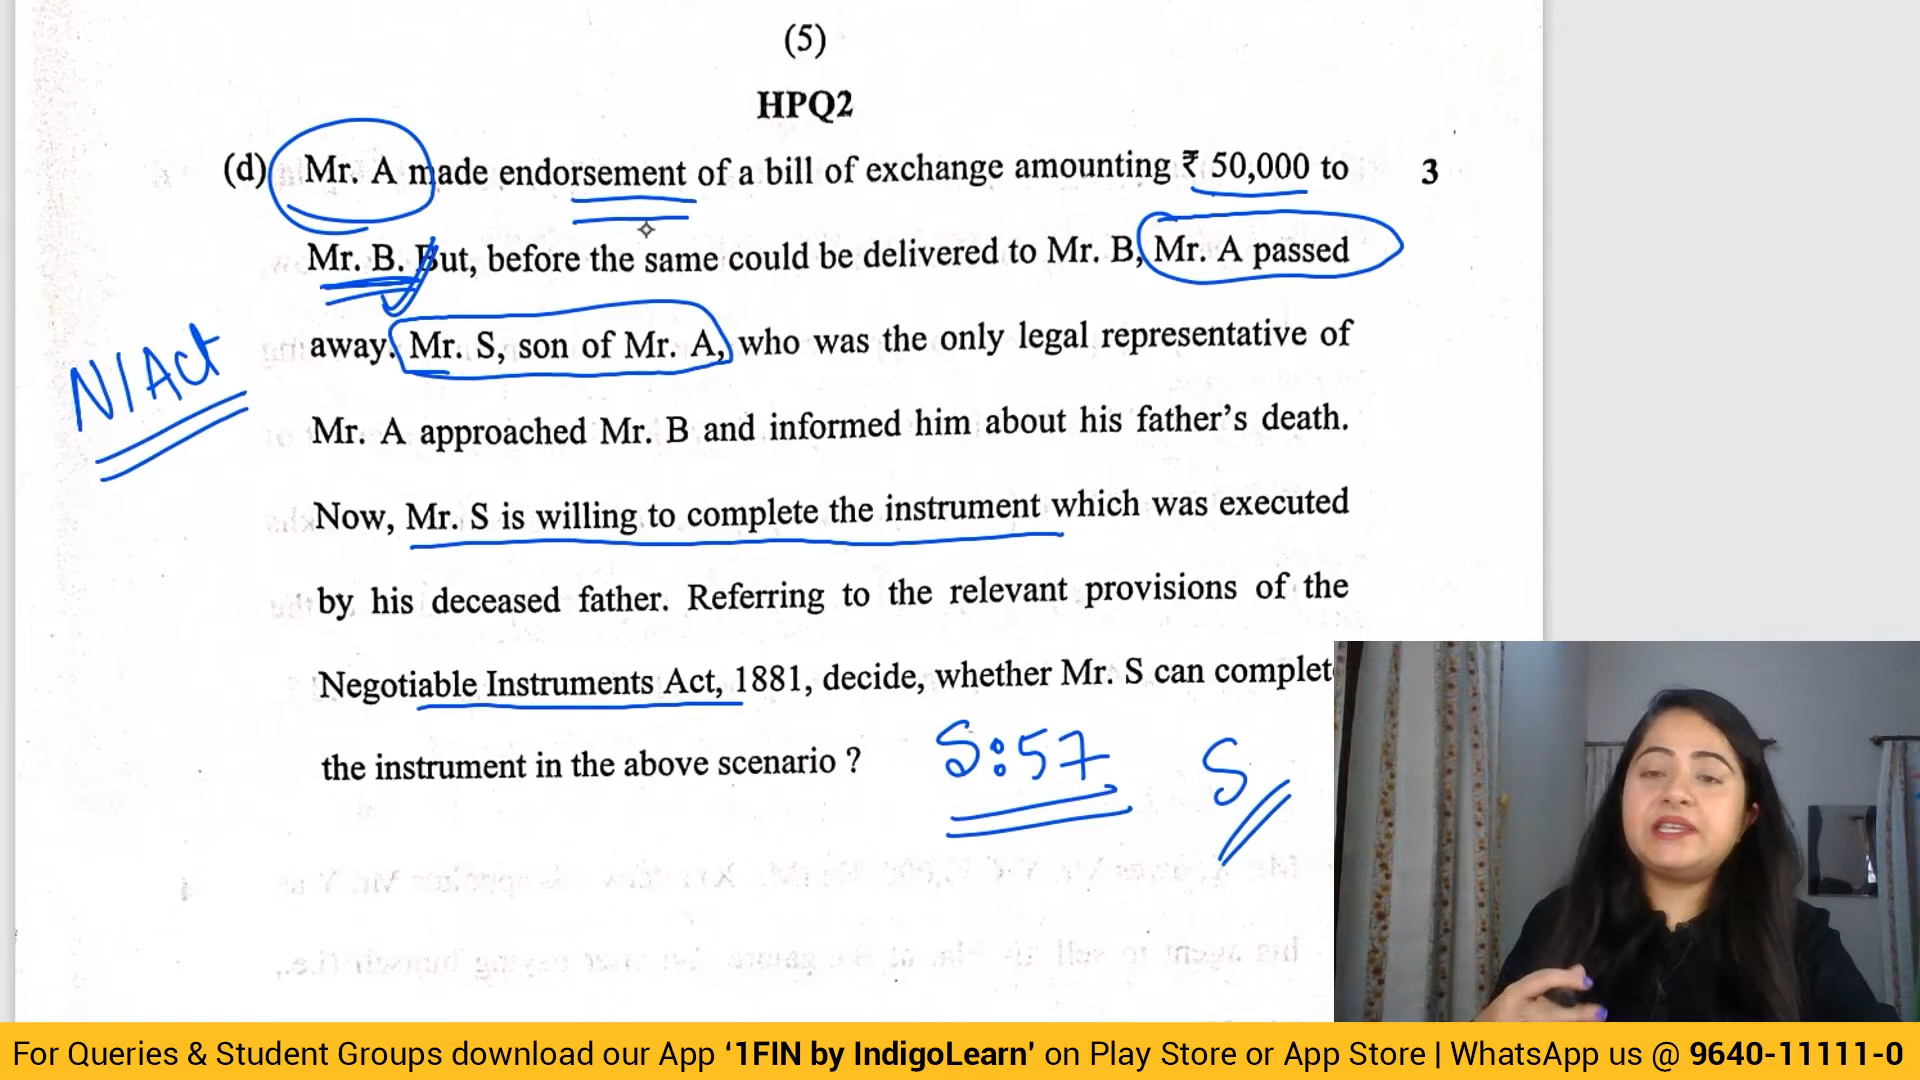 (5)
HPQ2
(d) Mr. A made endorsement of a bill of exchange amounting ₹ 50,000 to 3
Mr. B. But, before the same could be delivered to Mr. B, Mr. A passed
away. Mr. S, son of Mr. A, who was the only legal representative of
N/Act
Mr. A approached Mr. B and informed him about his father's death.
Now, Mr. S is willing to complete the instrument which was executed
by his deceased father. Referring to the relevant provisions of the
Negotiable Instruments Act, 1881, decide, whether Mr. S can complet
the instrument in the above scenario ? S:57 S
For Queries & Student Groups download our App '1FIN by IndigoLearn' on Play Store or App Store | WhatsApp us @ 9640-11111-0